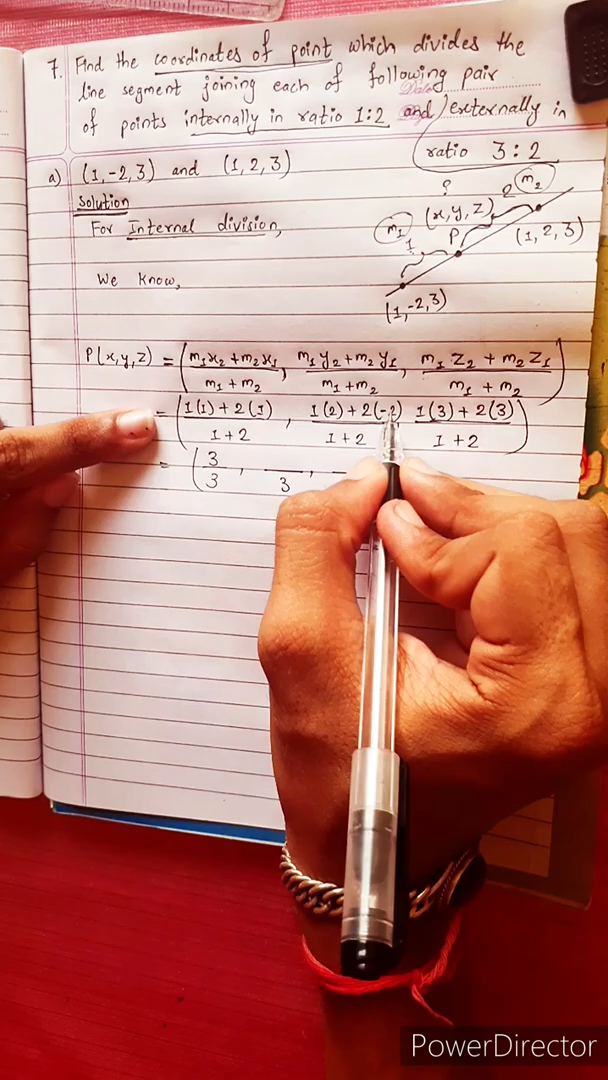 7. Find the coordinates of point which divides the
line segment joining each of following pair
Date
of points internally in ratio 1:2 and / externally in
ratio 3:2
a) (1,-2,3) and (1,2,3)
Solution
For Internal division,
? 2 m₂
m₁ 1 (x,y,z)
P (1,2,3)
(1,-2,3)
We Know,
P(x,y,z) = ( (m₁x₂+m₂x₁)/(m₁+m₂), (m₁y₂+m₂y₁)/(m₁+m₂), (m₁z₂+m₂z₁)/(m₁+m₂) )
= ( (1(1)+2(1))/(1+2), (1(2)+2(-2))/(1+2) (1(3)+2(3))/(1+2) )
= ( 3/3, /3,
PowerDirector